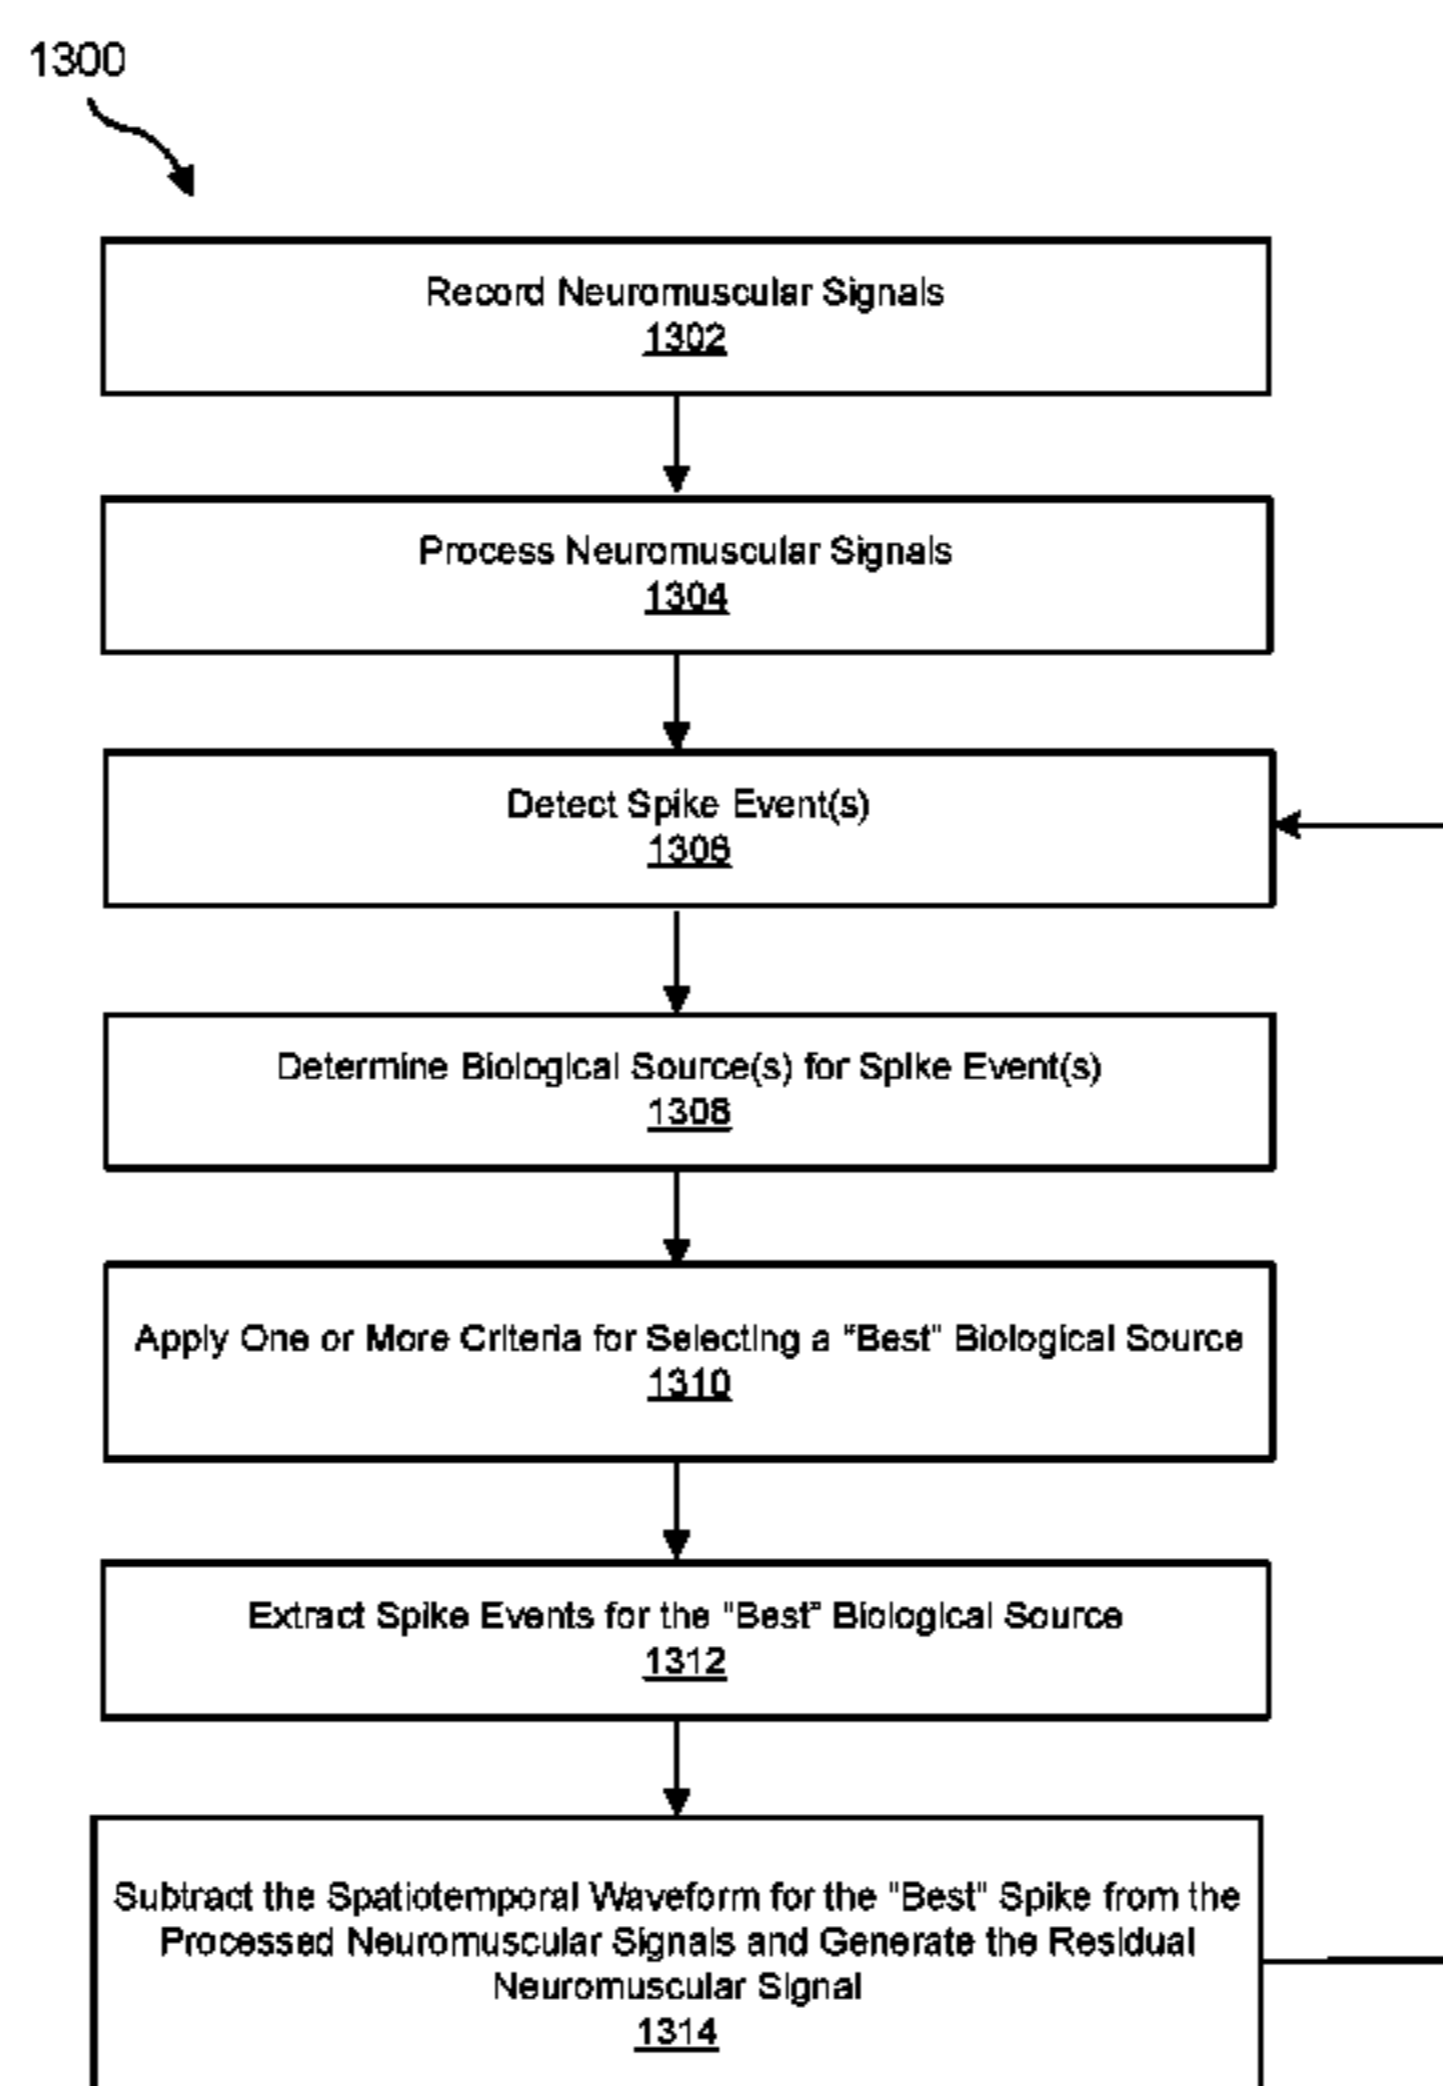 1300
Record Neuromuscular Signals
1302
Process Neuromuscular Signals
1304
Detect Spike Event(s)
1306
Determine Biological Source(s) for Spike Event(s)
1308
Apply One or More Criteria for Selecting a "Best" Biological Source
1310
Extract Spike Events for the "Best" Biological Source
1312
Subtract the Spatiotemporal Waveform for the "Best" Spike from the
Processed Neuromuscular Signals and Generate the Residual
Neuromuscular Signal
1314